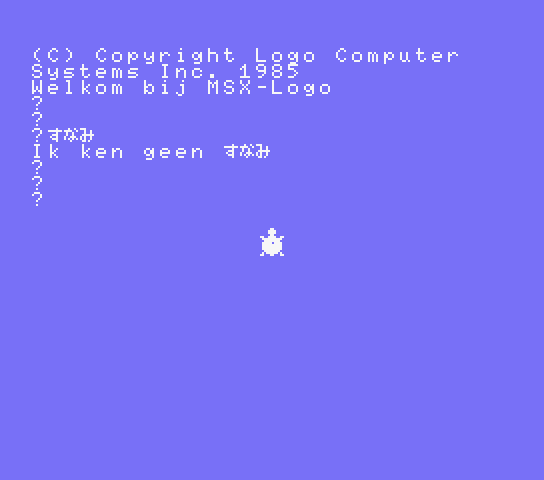 (C) Copyright Logo Computer
Systems Inc. 1985
Welkom bij MSX-Logo
?
?
?すなみ
Ik ken geen すなみ
?
?
?